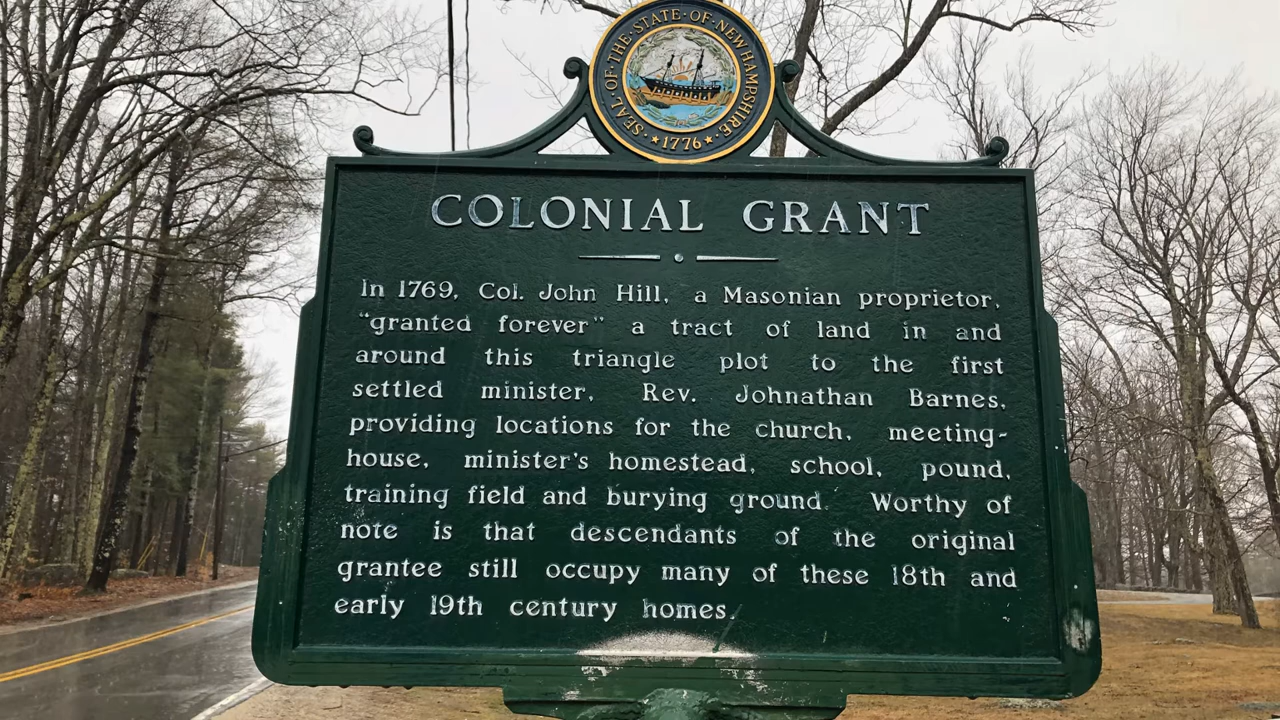 SEAL·OF·THE·STATE·OF·NEW HAMPSHIRE·
★1776★
COLONIAL GRANT
In 1769, Col. John Hill, a Masonian proprietor,
"granted forever" a tract of land in and
around this triangle plot to the first
settled minister, Rev. Johnathan Barnes,
providing locations for the church, meeting-
house, minister's homestead, school, pound,
training field and burying ground. Worthy of
note is that descendants of the original
grantee still occupy many of these 18th and
early 19th century homes.